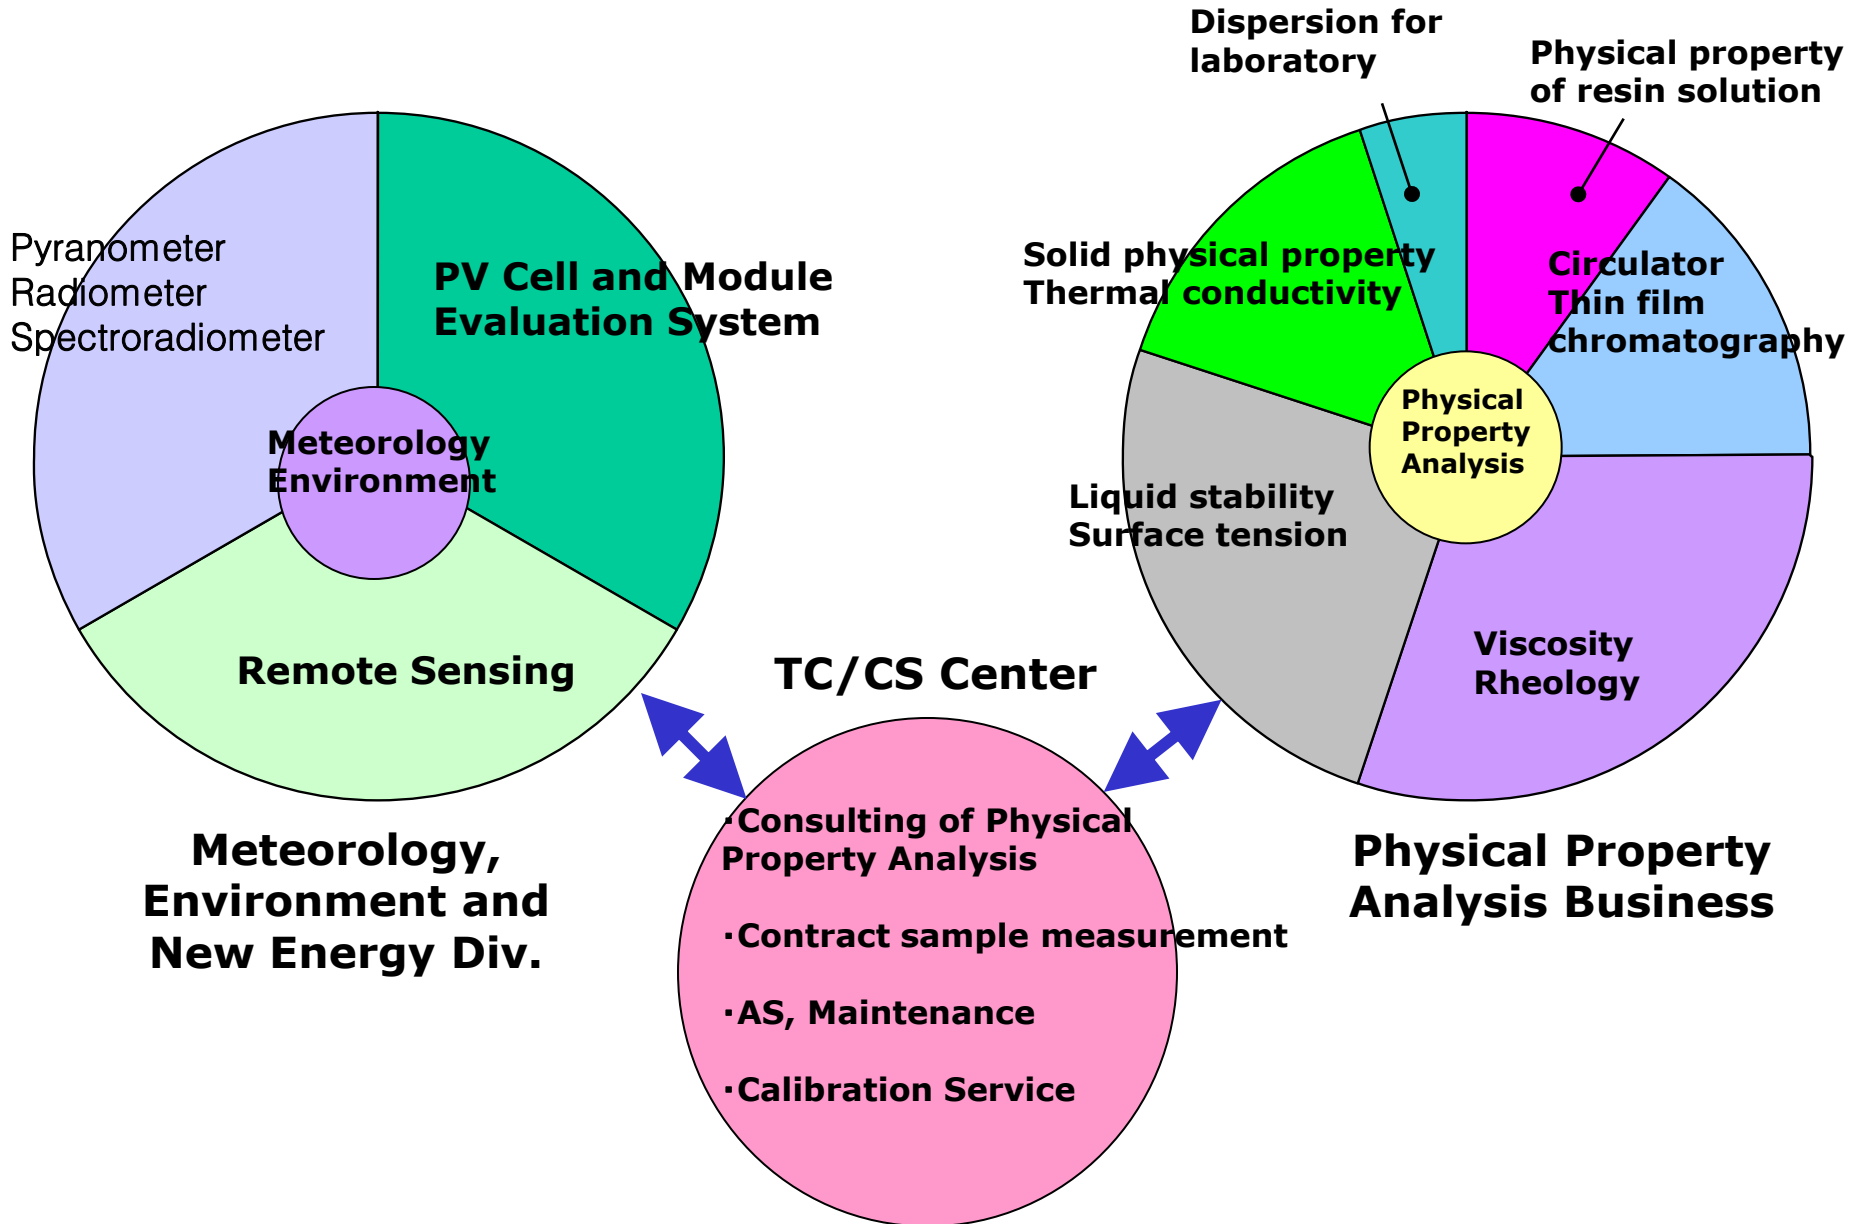 Dispersion for
laboratory
Physical property
of resin solution
Pyranometer
Radiometer
Spectroradiometer
PV Cell and Module
Evaluation System
Meteorology
Environment
Remote Sensing
Solid physical property
Thermal conductivity
Circulator
Thin film
chromatography
Physical
Property
Analysis
Liquid stability
Surface tension
Viscosity
Rheology
TC/CS Center
·Consulting of Physical
Property Analysis
·Contract sample measurement
·AS, Maintenance
·Calibration Service
Meteorology,
Environment and
New Energy Div.
Physical Property
Analysis Business